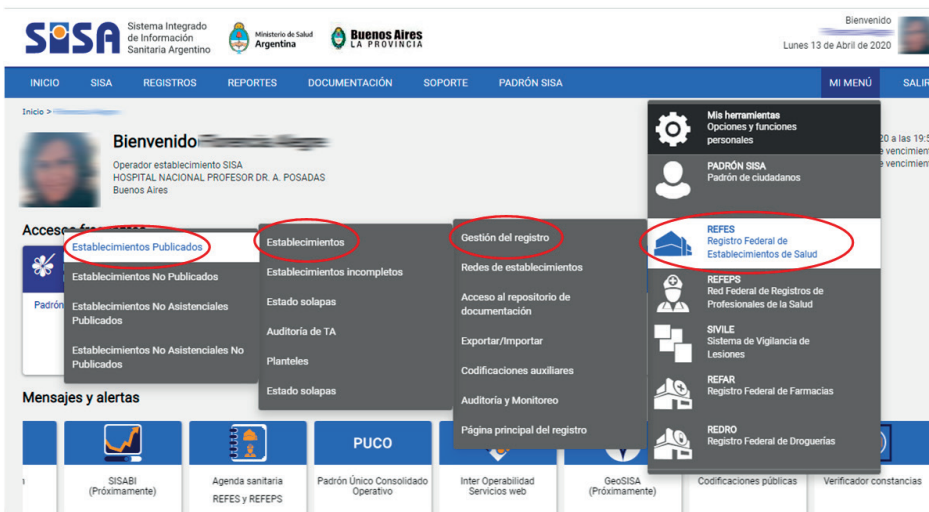 SISA
Sistema Integrado
de Información
Sanitaria Argentino
Ministerio de Salud
Argentina
Buenos Aires
LA PROVINCIA
Bienvenido
Lunes 13 de Abril de 2020
INICIO SISA REGISTROS REPORTES DOCUMENTACIÓN SOPORTE PADRÓN SISA MI MENÚ SALIR
Inicio >
Bienvenido
Operador establecimiento SISA
HOSPITAL NACIONAL PROFESOR DR. A. POSADAS
Buenos Aires
20 a las 19:5
e vencimien
e vencimien
Mis herramientas
Opciones y funciones
personales
PADRÓN SISA
Padrón de ciudadanos
REFES
Registro Federal de
Establecimientos de Salud
REFEPS
Red Federal de Registros de
Profesionales de la Salud
SIVILE
Sistema de Vigilancia de
Lesiones
REFAR
Registro Federal de Farmacias
REDRO
Registro Federal de Droguerías
Gestión del registro
Redes de establecimientos
Acceso al repositorio de
documentación
Exportar/Importar
Codificaciones auxiliares
Auditoría y Monitoreo
Página principal del registro
Establecimientos
Establecimientos incompletos
Estado solapas
Auditoría de TA
Planteles
Estado solapas
Establecimientos Publicados
Establecimientos No Publicados
Establecimientos No Asistenciales
Publicados
Establecimientos No Asistenciales No
Publicados
Padrón
Mensajes y alertas
SISABI
(Próximamente)
Agenda sanitaria
REFES y REFEPS
PUCO
Padrón Único Consolidado
Operativo
Inter Operabilidad
Servicios web
GeoSISA
(Próximamente)
Codificaciones públicas
Verificador constancias